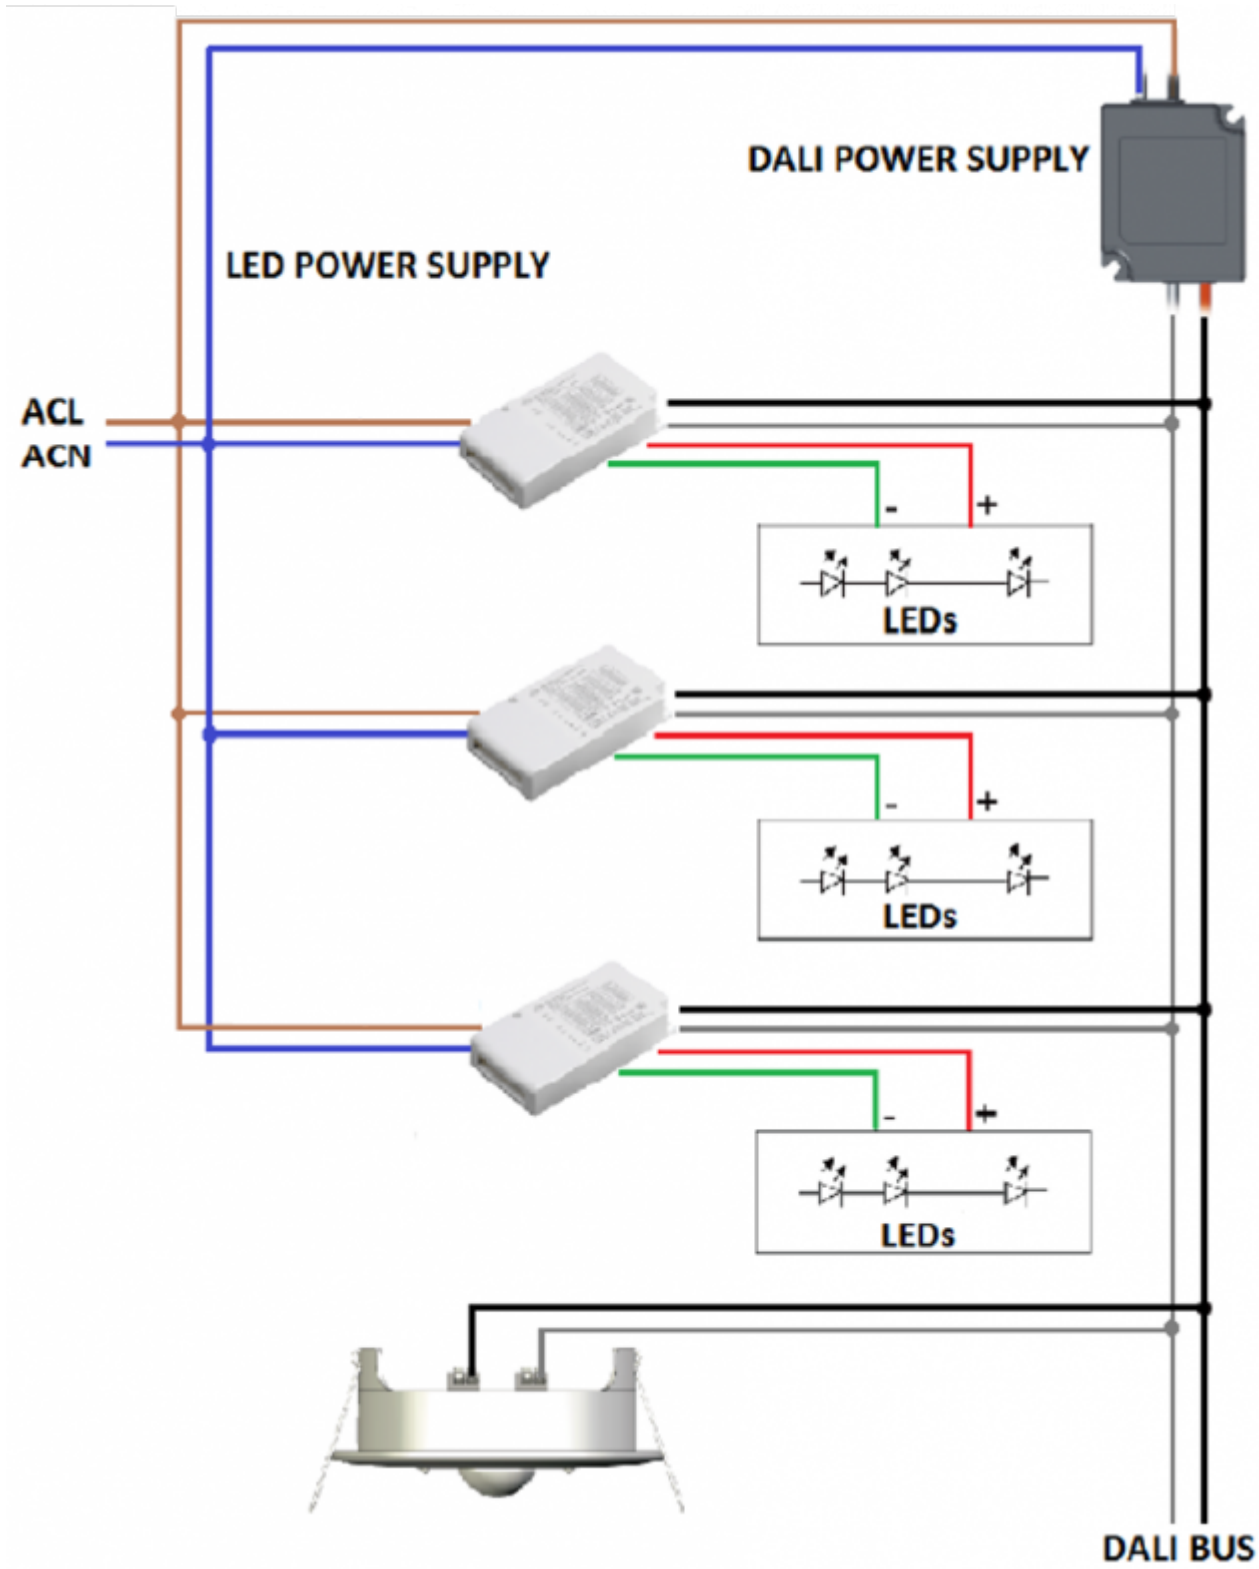 DALI POWER SUPPLY
LED POWER SUPPLY
ACL
ACN
- +
LEDs
- +
LEDs
- +
LEDs
DALI BUS